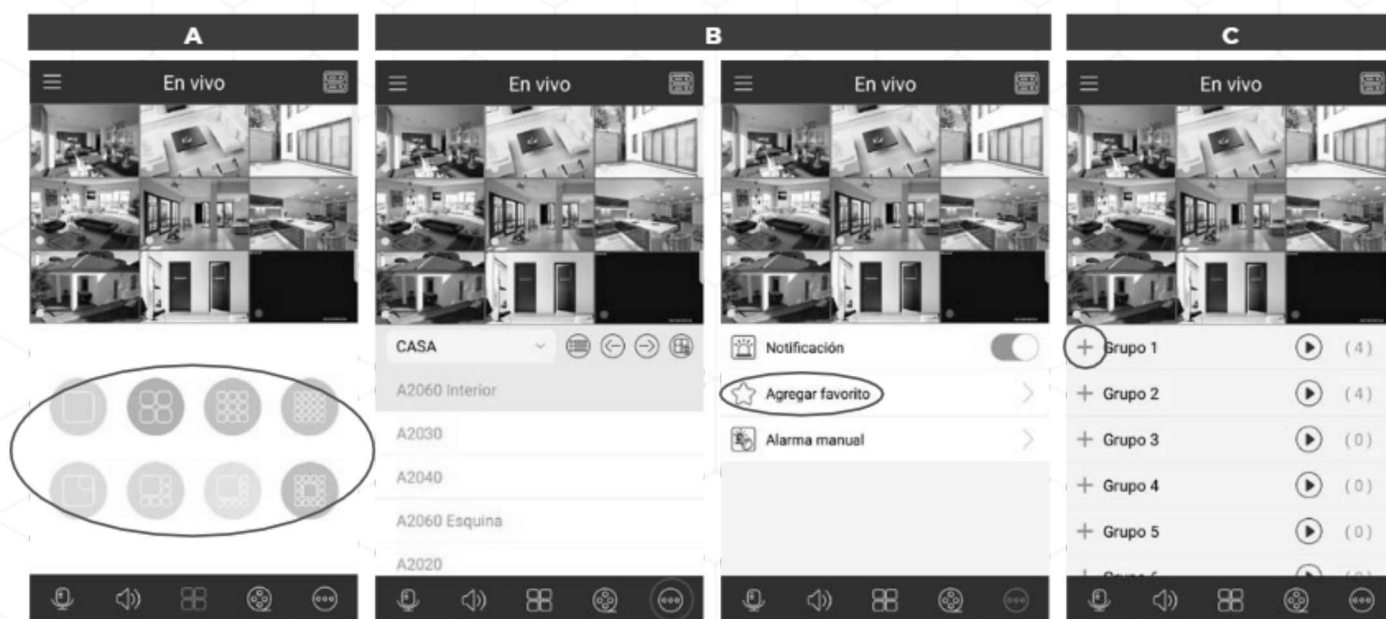 A
B
C
En vivo
En vivo
En vivo
En vivo
CASA
A2060 Interior
A2030
A2040
A2060 Esquina
A2020
Notificación
Agregar favorito
Alarma manual
Grupo 1 (4)
Grupo 2 (4)
Grupo 3 (0)
Grupo 4 (0)
Grupo 5 (0)